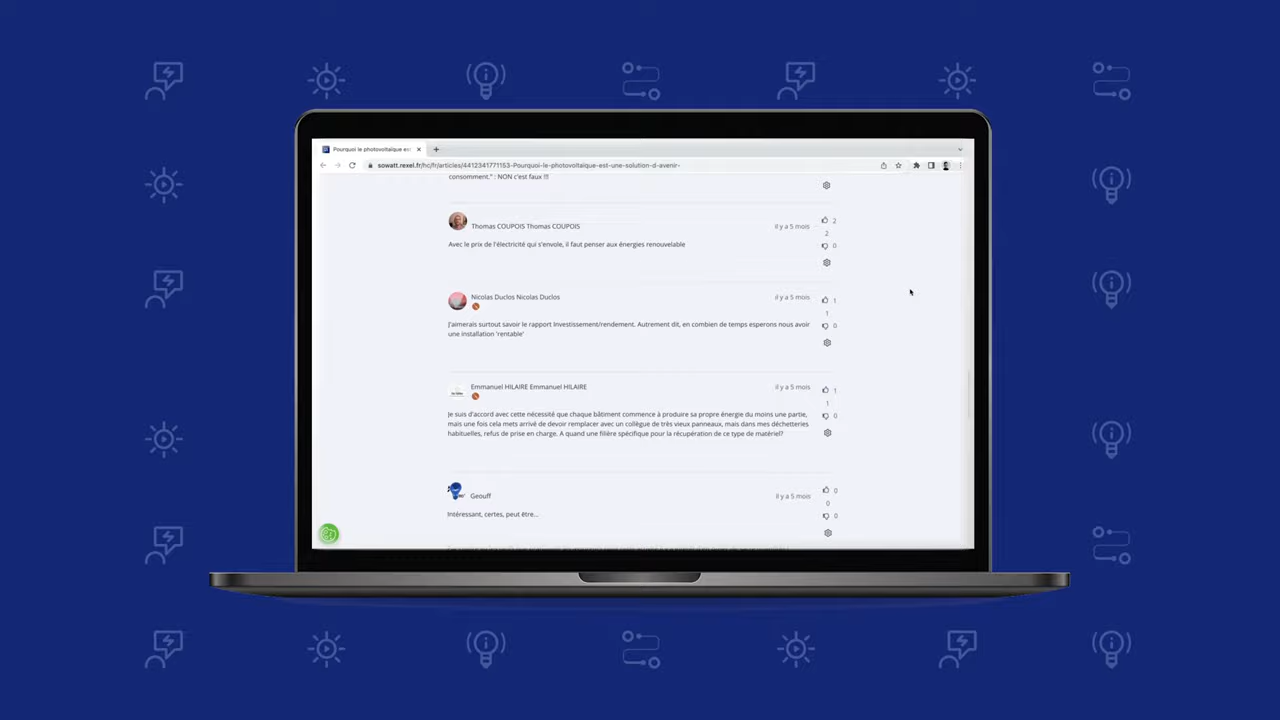 Pourquoi le photovoltaïque es
sowatt.rexel.fr/hc/fr/articles/4412341771153-Pourquoi-le-photovoltaique-est-une-solution-d-avenir-
consomment." : NON c'est faux !!!
Thomas COUPOIS Thomas COUPOIS
il y a 5 mois
2
2
0
Avec le prix de l'électricité qui s'envole, il faut penser aux énergies renouvelable
Nicolas Duclos Nicolas Duclos
il y a 5 mois
1
1
0
J'aimerais surtout savoir le rapport Investissement/rendement. Autrement dit, en combien de temps esperons nous avoir
une installation 'rentable'
Emmanuel HILAIRE Emmanuel HILAIRE
il y a 5 mois
1
1
0
Je suis d'accord avec cette nécessité que chaque bâtiment commence à produire sa propre énergie du moins une partie,
mais une fois cela mets arrivé de devoir remplacer avec un collègue de très vieux panneaux, mais dans mes déchetteries
habituelles, refus de prise en charge. A quand une filière spécifique pour la récupération de ce type de matériel?
Geouff
il y a 5 mois
0
0
0
Intéressant, certes, peut être...